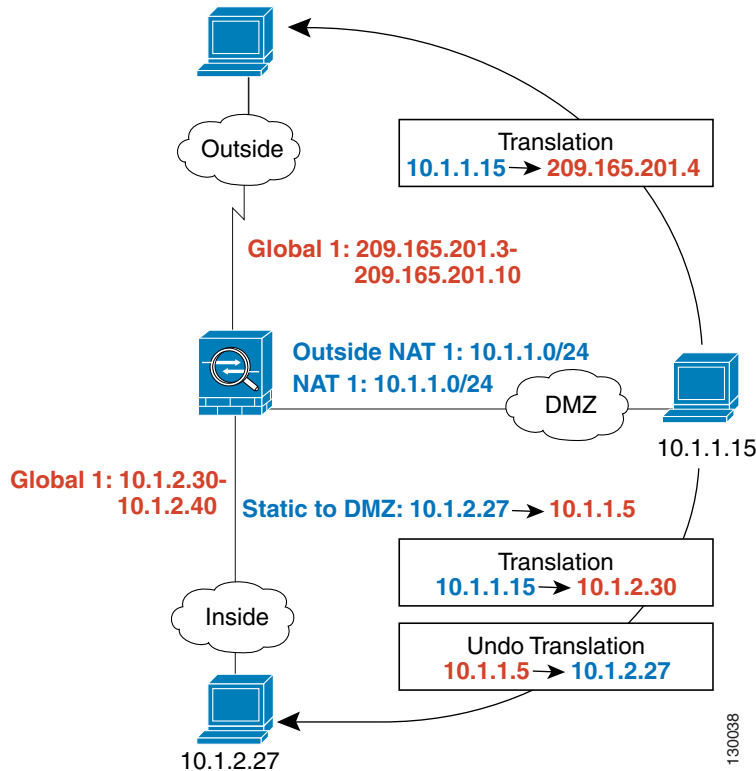 Outside
Translation
10.1.1.15 → 209.165.201.4
Global 1: 209.165.201.3-
209.165.201.10
Outside NAT 1: 10.1.1.0/24
NAT 1: 10.1.1.0/24
DMZ
10.1.1.15
Global 1: 10.1.2.30-
10.1.2.40
Static to DMZ: 10.1.2.27 → 10.1.1.5
Translation
10.1.1.15 → 10.1.2.30
Inside
Undo Translation
10.1.1.5 → 10.1.2.27
10.1.2.27
130038